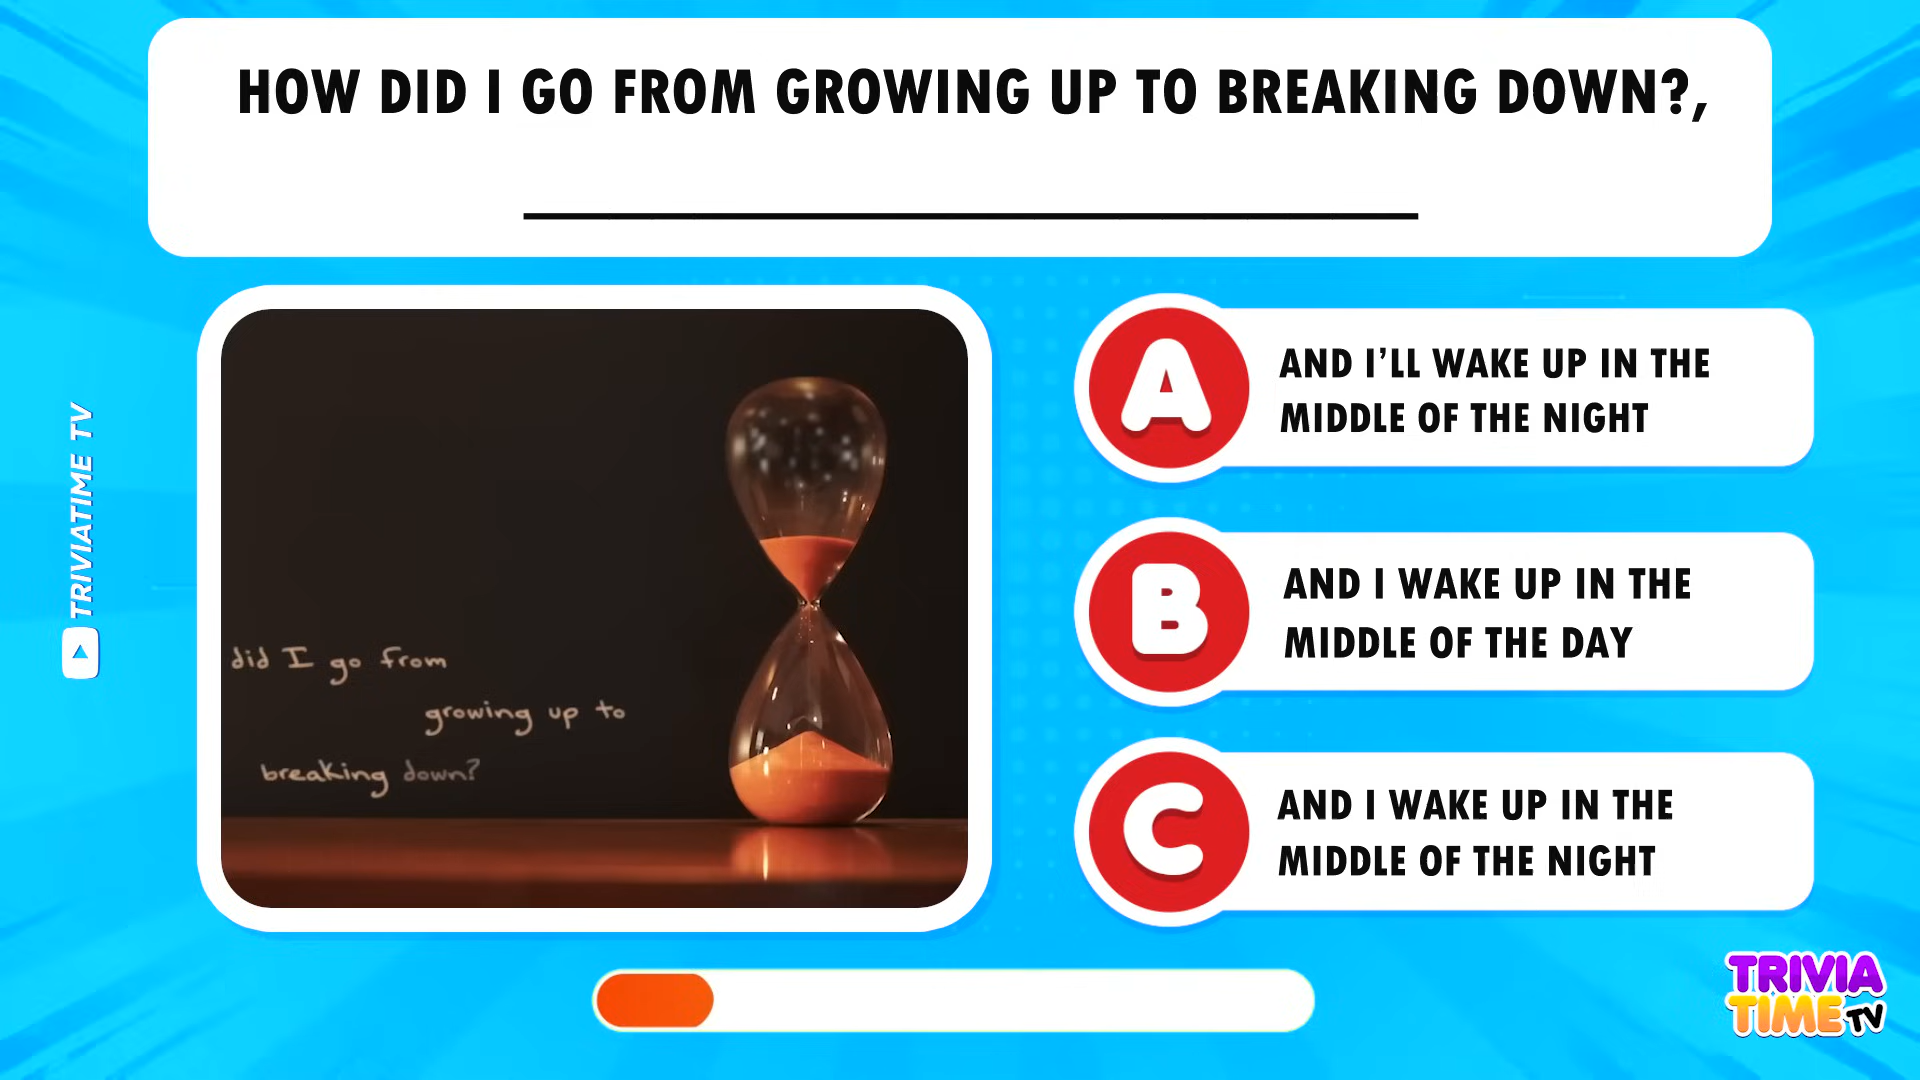 HOW DID I GO FROM GROWING UP TO BREAKING DOWN?,
TRIVIATIME TV
did I go from
growing up to
breaking down?
A
AND I’LL WAKE UP IN THE
MIDDLE OF THE NIGHT
B
AND I WAKE UP IN THE
MIDDLE OF THE DAY
C
AND I WAKE UP IN THE
MIDDLE OF THE NIGHT
TRIVIA
TIME TV